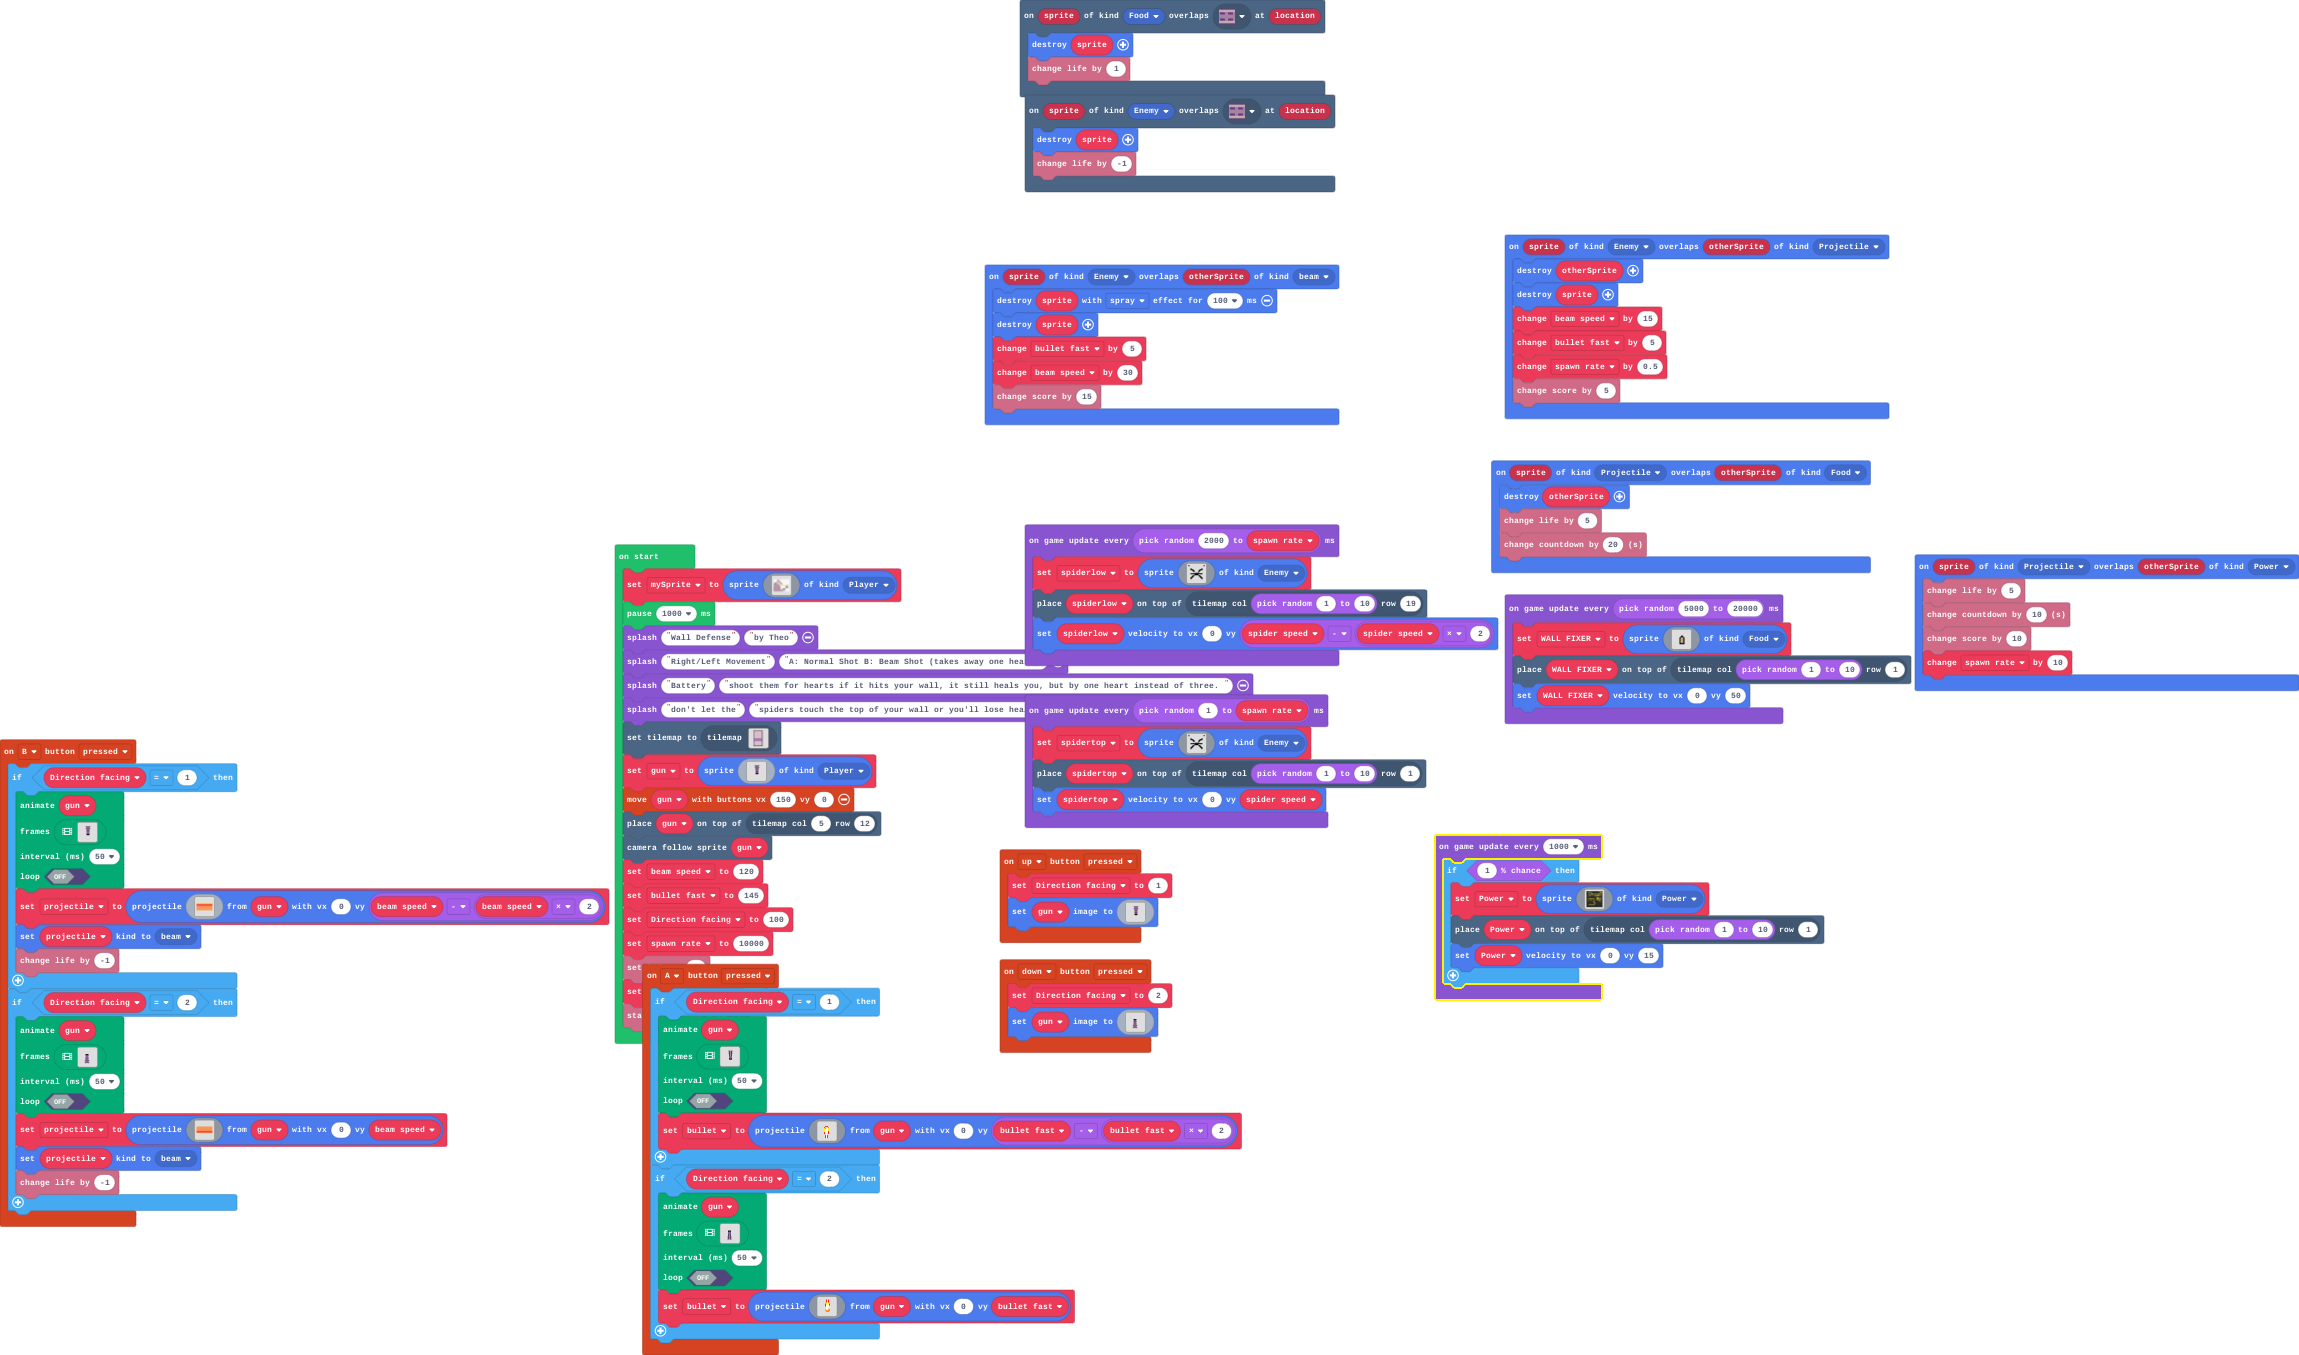 on sprite of kind Food overlaps at location
destroy sprite
change life by 1
on sprite of kind Enemy overlaps at location
destroy sprite
change life by -1
on sprite of kind Enemy overlaps otherSprite of kind beam
destroy sprite with spray effect for 100 ms
destroy sprite
change bullet fast by 5
change beam speed by 30
change score by 15
on sprite of kind Enemy overlaps otherSprite of kind Projectile
destroy otherSprite
destroy sprite
change beam speed by 15
change bullet fast by 5
change spawn rate by 0.5
change score by 5
on sprite of kind Projectile overlaps otherSprite of kind Food
destroy otherSprite
change life by 5
change countdown by 20 (s)
on sprite of kind Projectile overlaps otherSprite of kind Power
change life by 5
change countdown by 10 (s)
change score by 10
change spawn rate by 10
on start
set mySprite to sprite of kind Player
pause 1000 ms
splash "Wall Defense" "by Theo"
splash "Right/Left Movement" "A: Normal Shot B: Beam Shot (takes away one hea
splash "Battery" "shoot them for hearts if it hits your wall, it still heals you, but by one heart instead of three. "
splash "don't let the" "spiders touch the top of your wall or you'll lose hea
set tilemap to tilemap
set gun to sprite of kind Player
move gun with buttons vx 150 vy 0
place gun on top of tilemap col 5 row 12
camera follow sprite gun
set beam speed to 120
set bullet fast to 145
set Direction facing to 100
set spawn rate to 10000
set
set
sta
on game update every pick random 2000 to spawn rate ms
set spiderlow to sprite of kind Enemy
place spiderlow on top of tilemap col pick random 1 to 10 row 19
set spiderlow velocity to vx 0 vy spider speed - spider speed × 2
on game update every pick random 1 to spawn rate ms
set spidertop to sprite of kind Enemy
place spidertop on top of tilemap col pick random 1 to 10 row 1
set spidertop velocity to vx 0 vy spider speed
on game update every pick random 5000 to 20000 ms
set WALL FIXER to sprite of kind Food
place WALL FIXER on top of tilemap col pick random 1 to 10 row 1
set WALL FIXER velocity to vx 0 vy 50
on B button pressed
if Direction facing = 1 then
animate gun
frames
interval (ms) 50
loop OFF
set projectile to projectile from gun with vx 0 vy beam speed - beam speed × 2
set projectile kind to beam
change life by -1
if Direction facing = 2 then
animate gun
frames
interval (ms) 50
loop OFF
set projectile to projectile from gun with vx 0 vy beam speed
set projectile kind to beam
change life by -1
on up button pressed
set Direction facing to 1
set gun image to
on down button pressed
set Direction facing to 2
set gun image to
on game update every 1000 ms
if 1 % chance then
set Power to sprite of kind Power
place Power on top of tilemap col pick random 1 to 10 row 1
set Power velocity to vx 0 vy 15
on A button pressed
if Direction facing = 1 then
animate gun
frames
interval (ms) 50
loop OFF
set bullet to projectile from gun with vx 0 vy bullet fast - bullet fast × 2
if Direction facing = 2 then
animate gun
frames
interval (ms) 50
loop OFF
set bullet to projectile from gun with vx 0 vy bullet fast